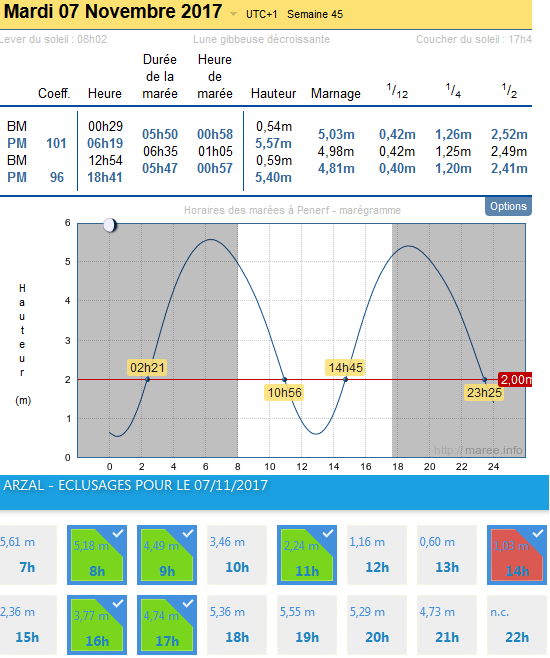 Mardi 07 Novembre 2017 UTC+1 Semaine 45
Lever du soleil : 08h02 Lune gibbeuse décroissante Coucher du soleil : 17h4
Coeff. Heure Durée de la marée Heure de marée Hauteur Marnage 1/12 1/4 1/2
BM 00h29 0,54m
05h50 00h58 5,03m 0,42m 1,26m 2,52m
PM 101 06h19 5,57m
06h35 01h05 4,98m 0,42m 1,25m 2,49m
BM 12h54 0,59m
05h47 00h57 4,81m 0,40m 1,20m 2,41m
PM 96 18h41 5,40m
Options
Horaires des marées à Penerf - marégramme
Hauteur (m)
6
5
4
3
2
1
0
02h21
14h45
10h56
23h25
2,00m
http://maree.info
0 2 4 6 8 10 12 14 16 18 20 22 24
ARZAL - ECLUSAGES POUR LE 07/11/2017
5,61 m 5,18 m 4,49 m 3,46 m 2,24 m 1,16 m 0,60 m
7h 8h 9h 10h 11h 12h 13h 14h
2,36 m 3,77 m 4,74 m 5,36 m 5,55 m 5,29 m 4,73 m n.c.
15h 16h 17h 18h 19h 20h 21h 22h